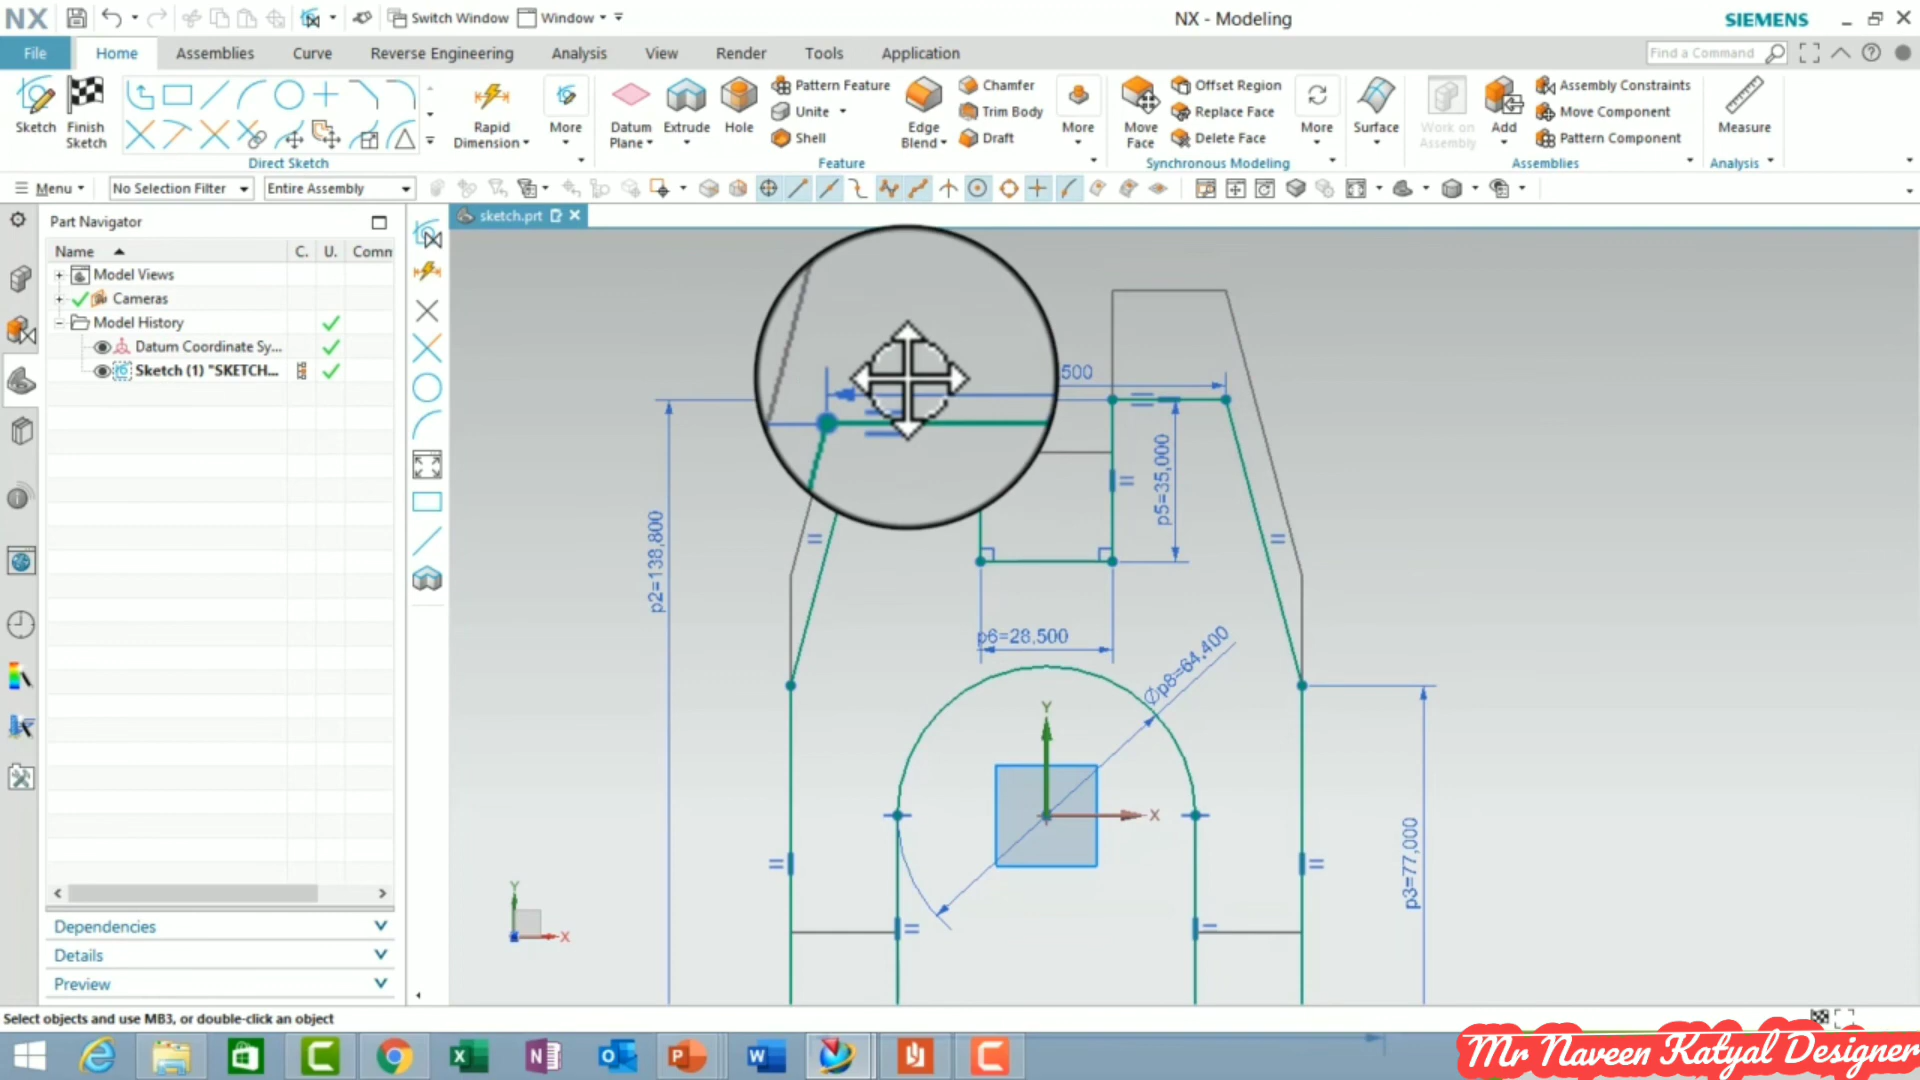 NX Switch Window Window NX - Modeling SIEMENS
File Home Assemblies Curve Reverse Engineering Analysis View Render Tools Application Find a Command
Sketch Finish Sketch Rapid Dimension More Datum Plane Extrude Hole Pattern Feature Unite Shell Edge Blend Chamfer Trim Body Draft More Move Face Offset Region Replace Face Delete Face More Surface Work on Assembly Add Assembly Constraints Move Component Pattern Component Measure
Direct Sketch Feature Synchronous Modeling Assemblies Analysis
Menu No Selection Filter Entire Assembly
Part Navigator sketch.prt
Name C. U. Comn
Model Views
Cameras
Model History
Datum Coordinate Sy...
Sketch (1) "SKETCH...
500
p5=35,000
p2=138,800
p6=28,500
Øp8=64,400
Y
X
p3=77,000
Y
X
Dependencies
Details
Preview
Select objects and use MB3, or double-click an object
Mr Naveen Katyal Designer